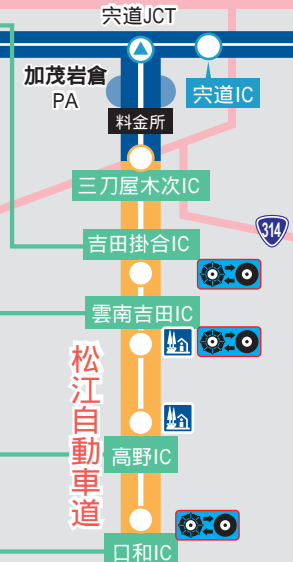 宍道JCT
加茂岩倉
PA
宍道IC
料金所
三刀屋木次IC
314
吉田掛合IC
雲南吉田IC
松江自動車道
高野IC
口和IC